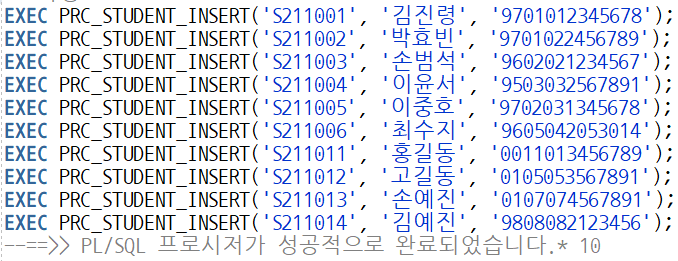 EXEC PRC_STUDENT_INSERT('S211001', '김진령', '9701012345678');
EXEC PRC_STUDENT_INSERT('S211002', '박효빈', '9701022456789');
EXEC PRC_STUDENT_INSERT('S211003', '손범석', '9602021234567');
EXEC PRC_STUDENT_INSERT('S211004', '이윤서', '9503032567891');
EXEC PRC_STUDENT_INSERT('S211005', '이중호', '9702031345678');
EXEC PRC_STUDENT_INSERT('S211006', '최수지', '9605042053014');
EXEC PRC_STUDENT_INSERT('S211011', '홍길동', '0011013456789');
EXEC PRC_STUDENT_INSERT('S211012', '고길동', '0105053567891');
EXEC PRC_STUDENT_INSERT('S211013', '손예진', '0107074567891');
EXEC PRC_STUDENT_INSERT('S211014', '김예진', '9808082123456');
--==>> PL/SQL 프로시저가 성공적으로 완료되었습니다.* 10